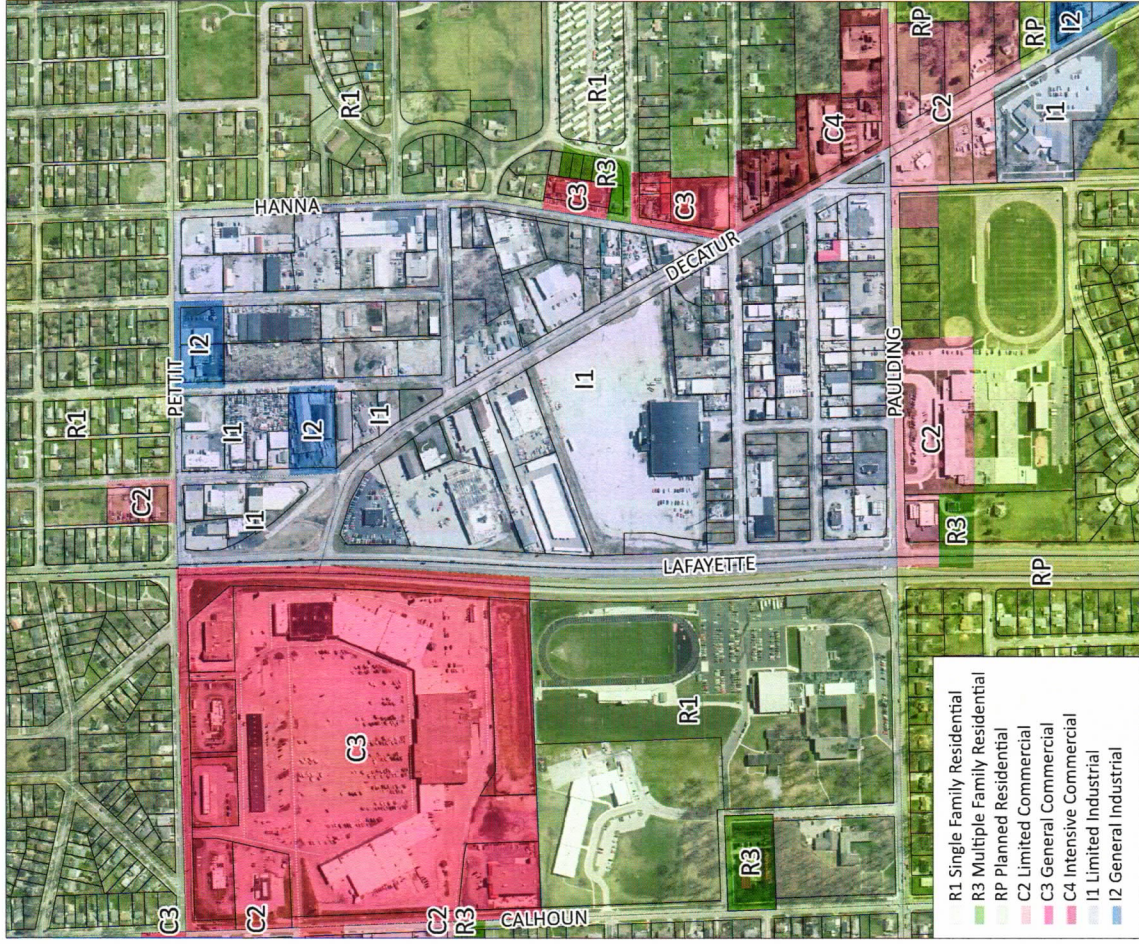 R1
R1
RP
RP
I2
R1
C4
C2
I1
HANNA
C3
R3
C3
DECATUR
PETTIT
I2
R1
I1
I2
I1
I1
PAULDING
C2
C2
I1
R3
LAFAYETTE
RP
C3
R1
C3
C2
C2
R3
R3
CALHOUN
R1 Single Family Residential
R3 Multiple Family Residential
RP Planned Residential
C2 Limited Commercial
C3 General Commercial
C4 Intensive Commercial
I1 Limited Industrial
I2 General Industrial